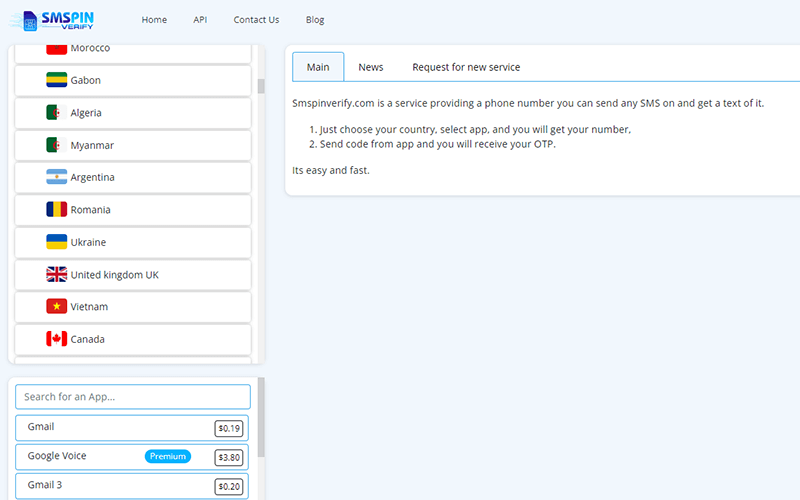 SMSPIN
VERIFY
Home
API
Contact Us
Blog
Morocco
Gabon
Algeria
Myanmar
Argentina
Romania
Ukraine
United kingdom UK
Vietnam
Canada
Search for an App...
Gmail
$0.19
Google Voice
Premium
$3.80
Gmail 3
$0.20
Main
News
Request for new service
Smspinverify.com is a service providing a phone number you can send any SMS on and get a text of it.
1. Just choose your country, select app, and you will get your number,
2. Send code from app and you will receive your OTP.
Its easy and fast.